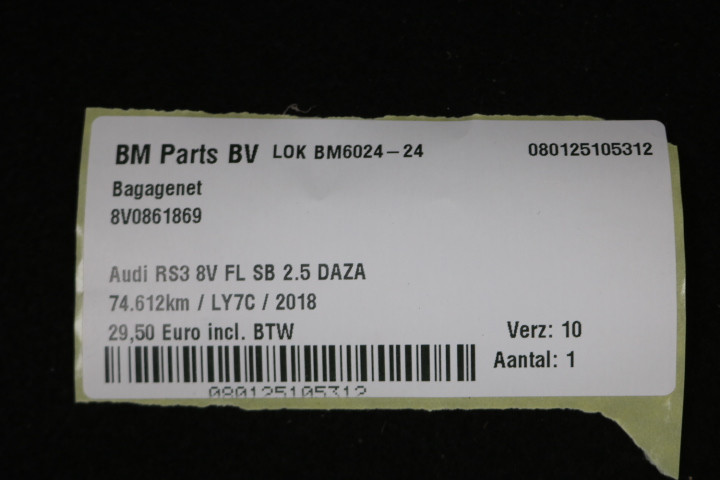 BM Parts BV LOK BM6024-24 080125105312
Bagagenet
8V0861869
Audi RS3 8V FL SB 2.5 DAZA
74.612km / LY7C / 2018
29,50 Euro incl. BTW Verz: 10
Aantal: 1
080125105312